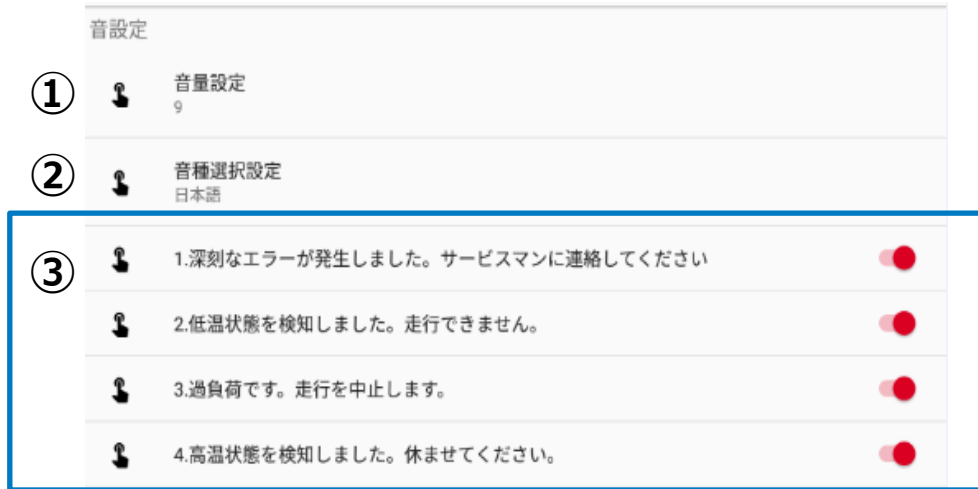 音設定
①
音量設定
9
②
音種選択設定
日本語
③
1.深刻なエラーが発生しました。サービスマンに連絡してください
2.低温状態を検知しました。走行できません。
3.過負荷です。走行を中止します。
4.高温状態を検知しました。休ませてください。